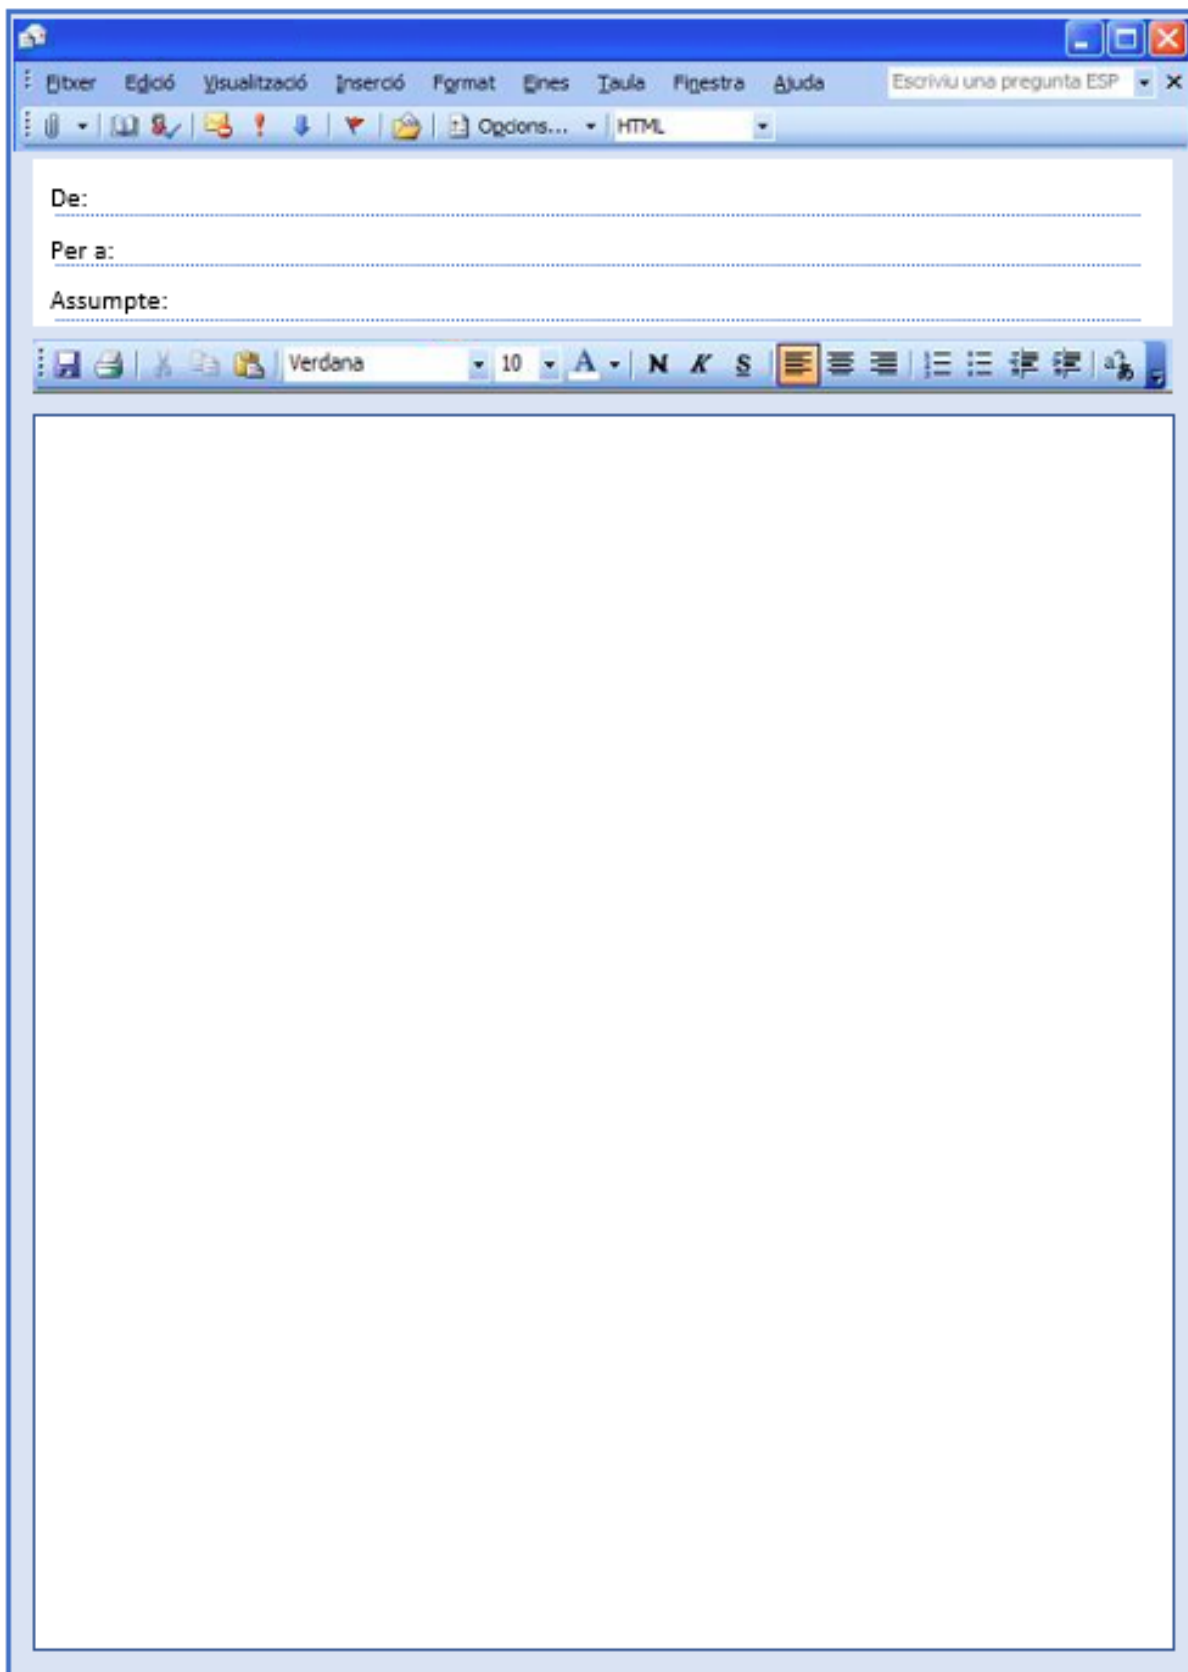 Fitxer Edició Visualització Inserció Format Eines Taula Finestra Ajuda Escriviu una pregunta ESP
Opcions... HTML
De:
Per a:
Assumpte:
Verdana 10 A N K S